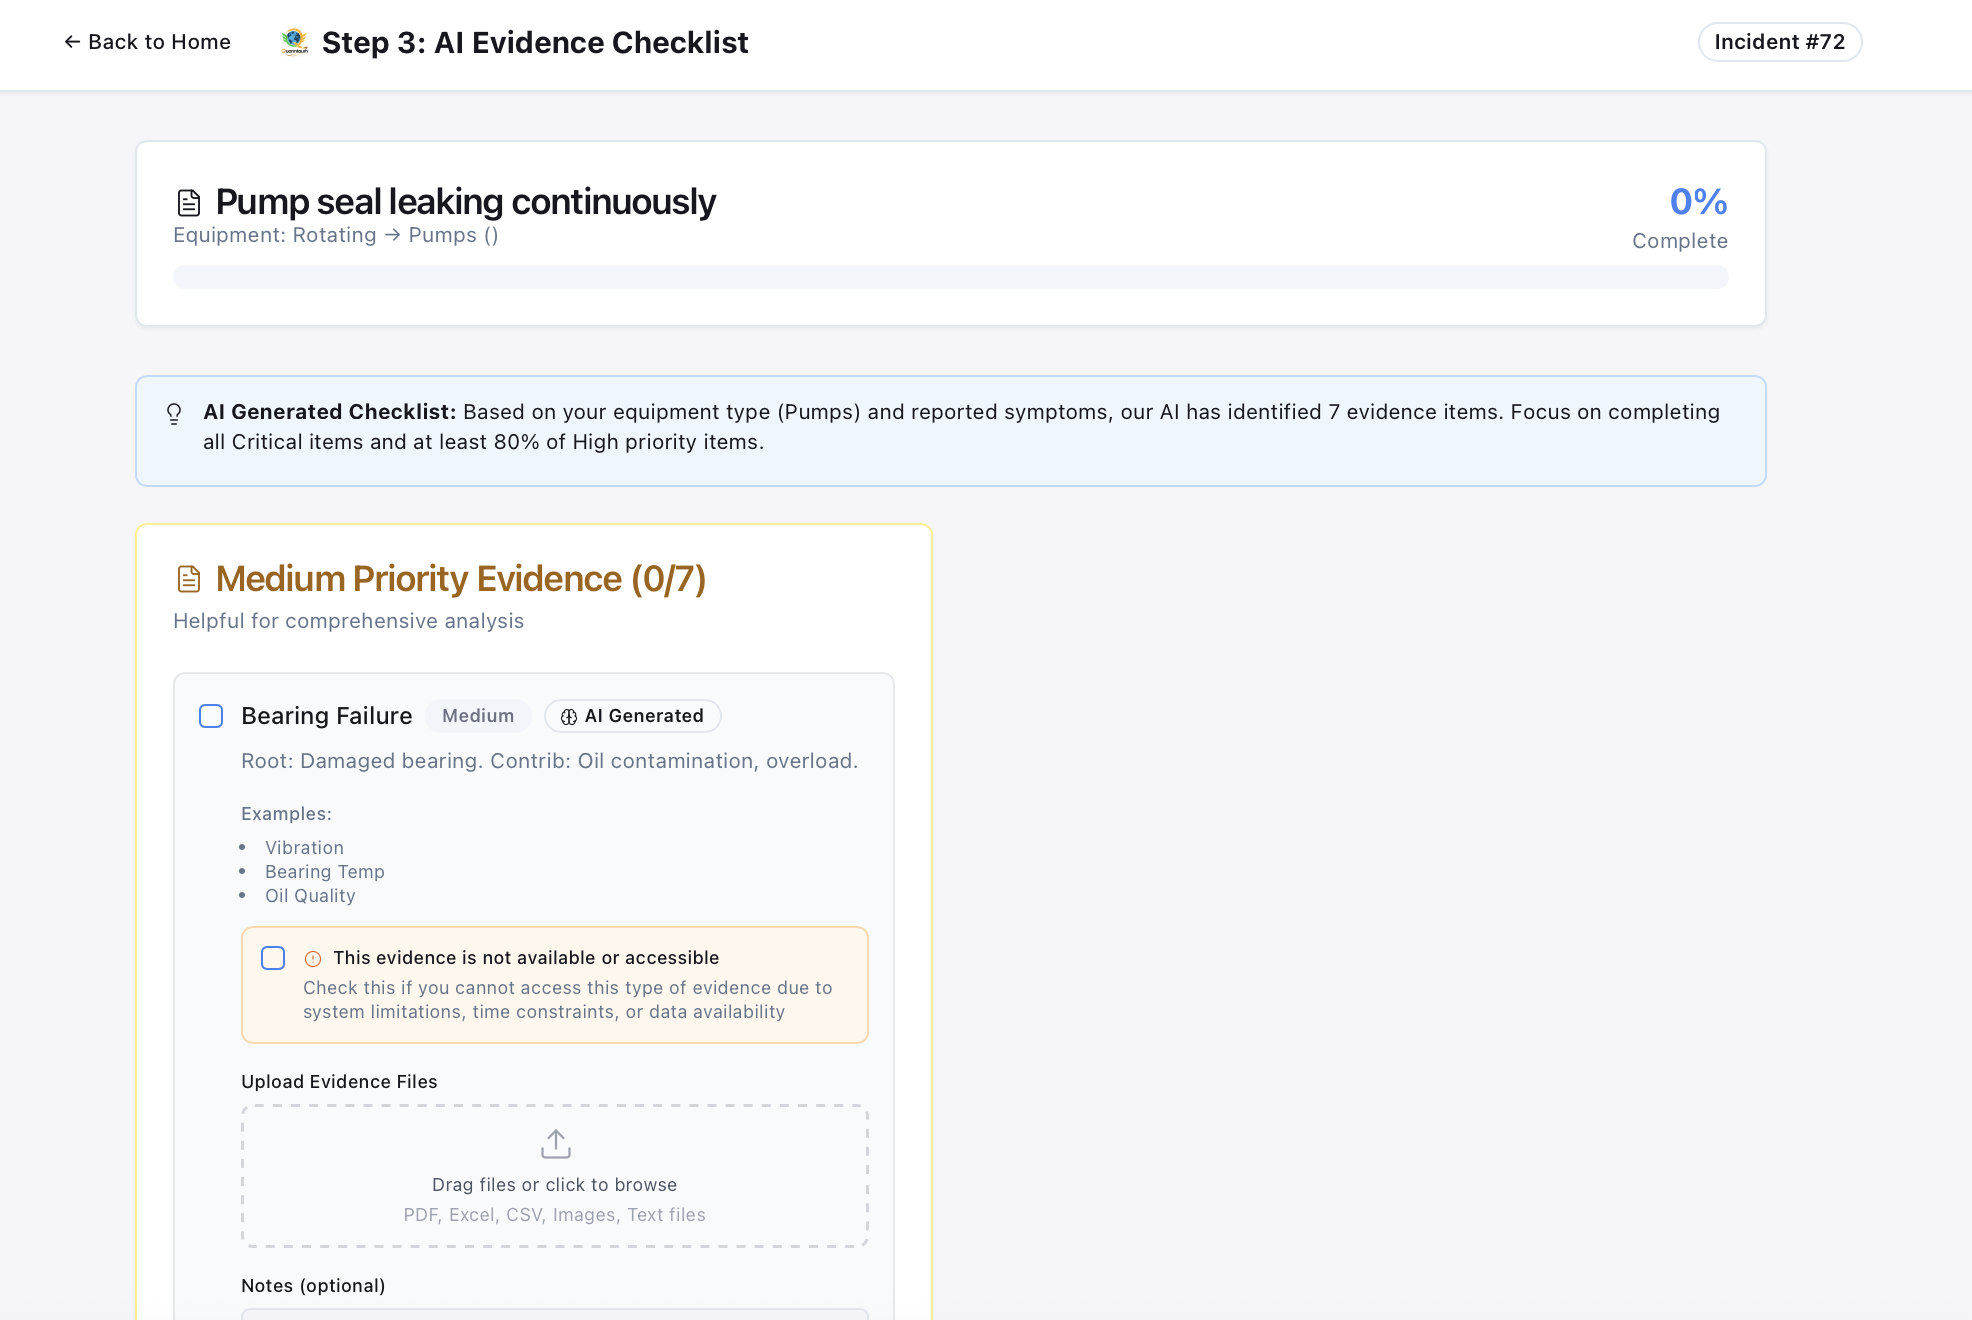 ← Back to Home
Step 3: AI Evidence Checklist
Incident #72
Pump seal leaking continuously
0%
Equipment: Rotating → Pumps ()
Complete
AI Generated Checklist: Based on your equipment type (Pumps) and reported symptoms, our AI has identified 7 evidence items. Focus on completing
all Critical items and at least 80% of High priority items.
Medium Priority Evidence (0/7)
Helpful for comprehensive analysis
Bearing Failure
Medium
AI Generated
Root: Damaged bearing. Contrib: Oil contamination, overload.
Examples:
• Vibration
• Bearing Temp
• Oil Quality
This evidence is not available or accessible
Check this if you cannot access this type of evidence due to
system limitations, time constraints, or data availability
Upload Evidence Files
Drag files or click to browse
PDF, Excel, CSV, Images, Text files
Notes (optional)